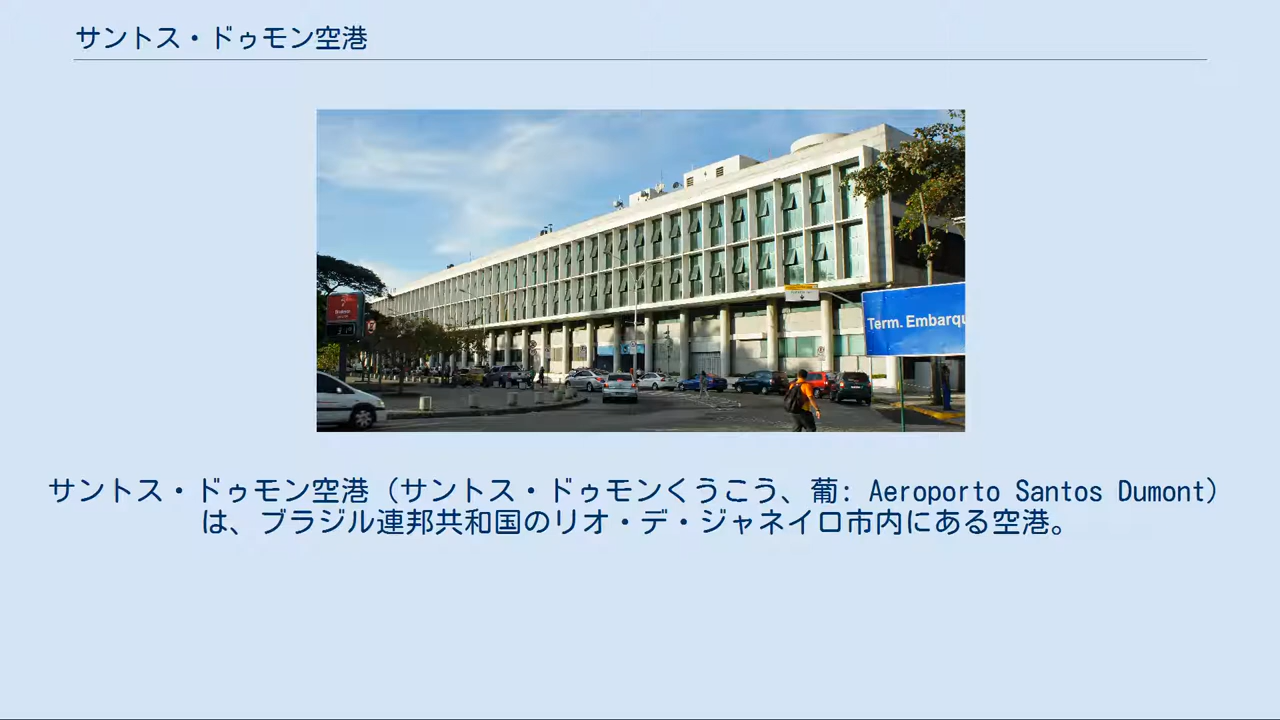 サントス・ドゥモン空港
Term. Embarqu
サントス・ドゥモン空港（サントス・ドゥモンくうこう、葡: Aeroporto Santos Dumont）
は、ブラジル連邦共和国のリオ・デ・ジャネイロ市内にある空港。